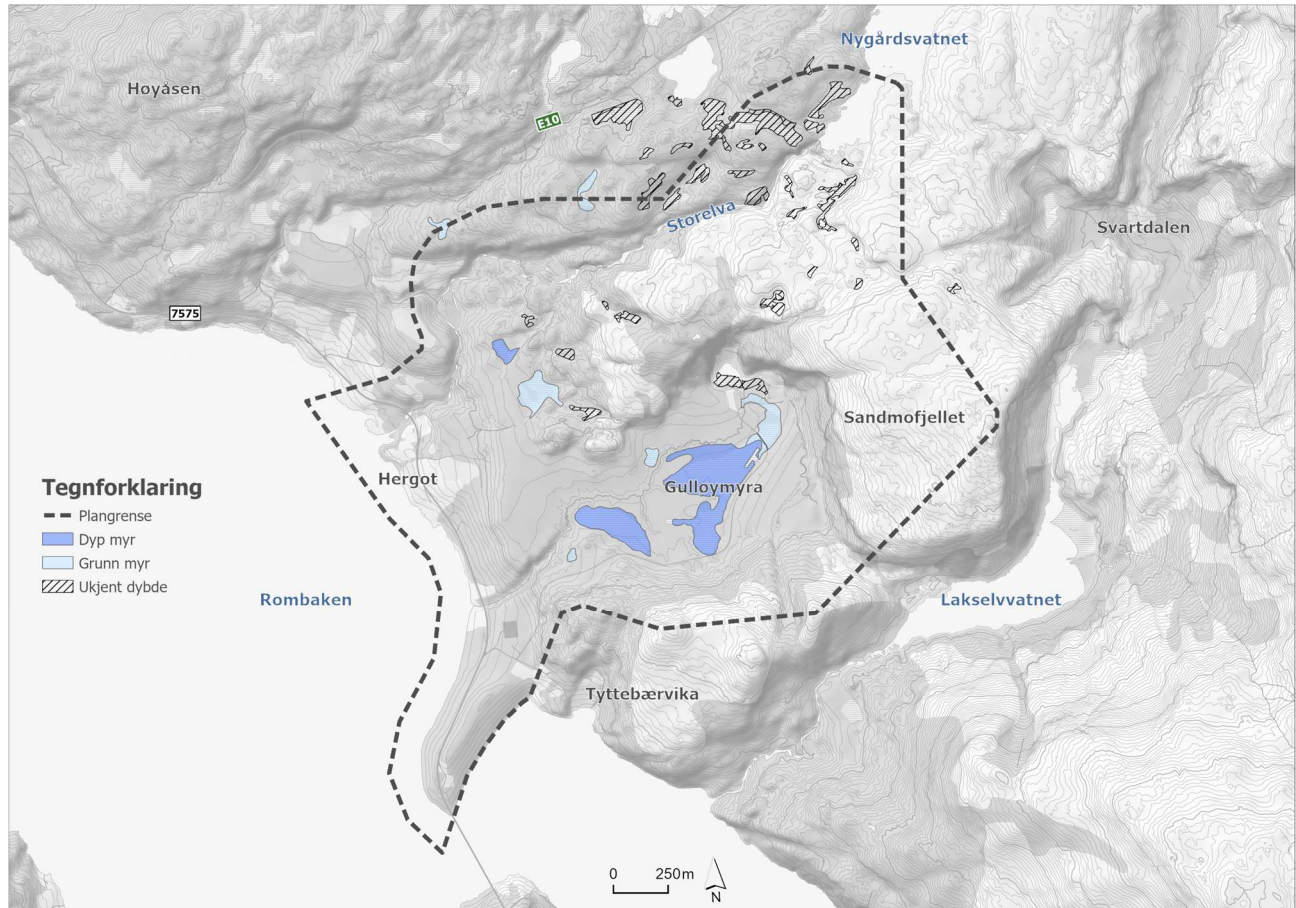 Nygårdsvatnet
Høyåsen
E10
Storelva
Svartdalen
7575
Sandmofjellet
Hergot
Gulløymyra
Tegnforklaring
Plangrense
Dyp myr
Grunn myr
Ukjent dybde
Rombaken
Lakselvvatnet
Tyttebærvika
0 250m
N